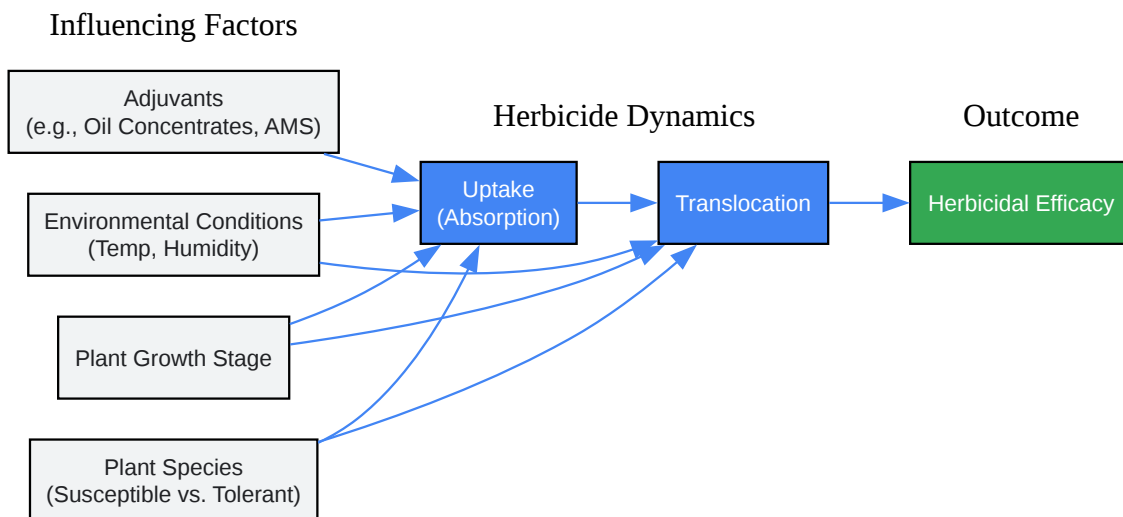 Influencing Factors
Adjuvants
(e.g., Oil Concentrates, AMS)
Environmental Conditions
(Temp, Humidity)
Plant Growth Stage
Plant Species
(Susceptible vs. Tolerant)
Herbicide Dynamics
Uptake
(Absorption)
Translocation
Outcome
Herbicidal Efficacy